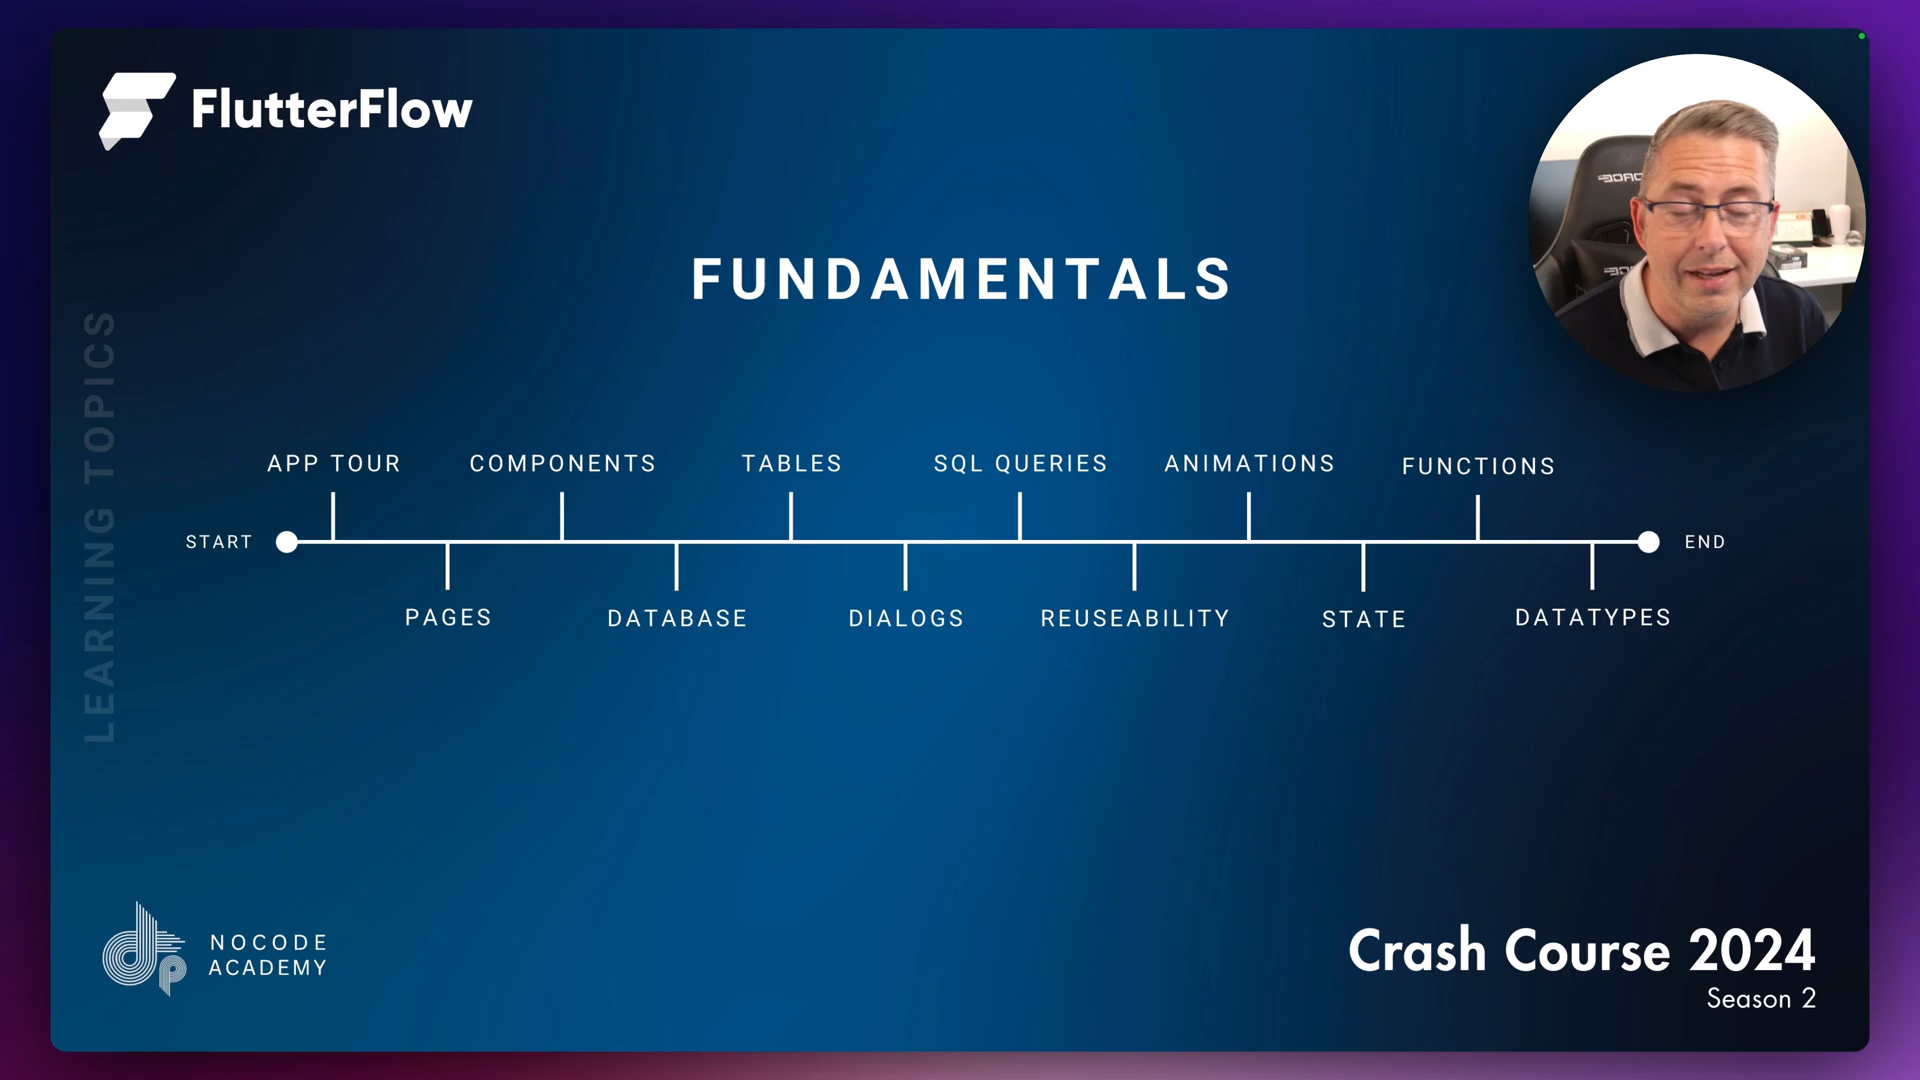 FlutterFlow
FUNDAMENTALS
LEARNING TOPICS
APP TOUR
COMPONENTS
TABLES
SQL QUERIES
ANIMATIONS
FUNCTIONS
START
END
PAGES
DATABASE
DIALOGS
REUSEABILITY
STATE
DATATYPES
dp
NOCODE
ACADEMY
Crash Course 2024
Season 2